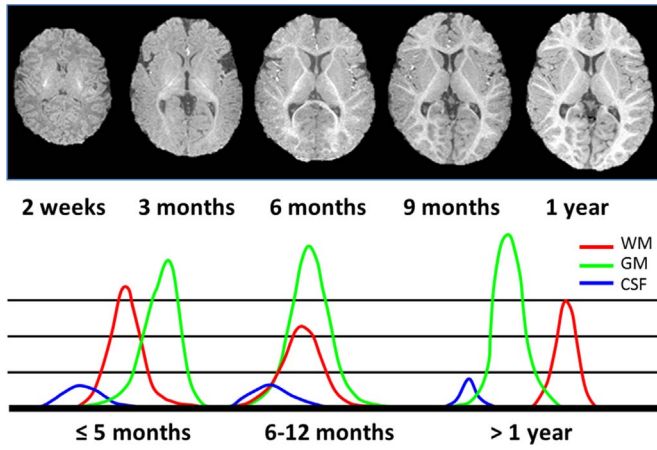 2 weeks 3 months 6 months 9 months 1 year
WM
GM
CSF
≤ 5 months 6-12 months > 1 year